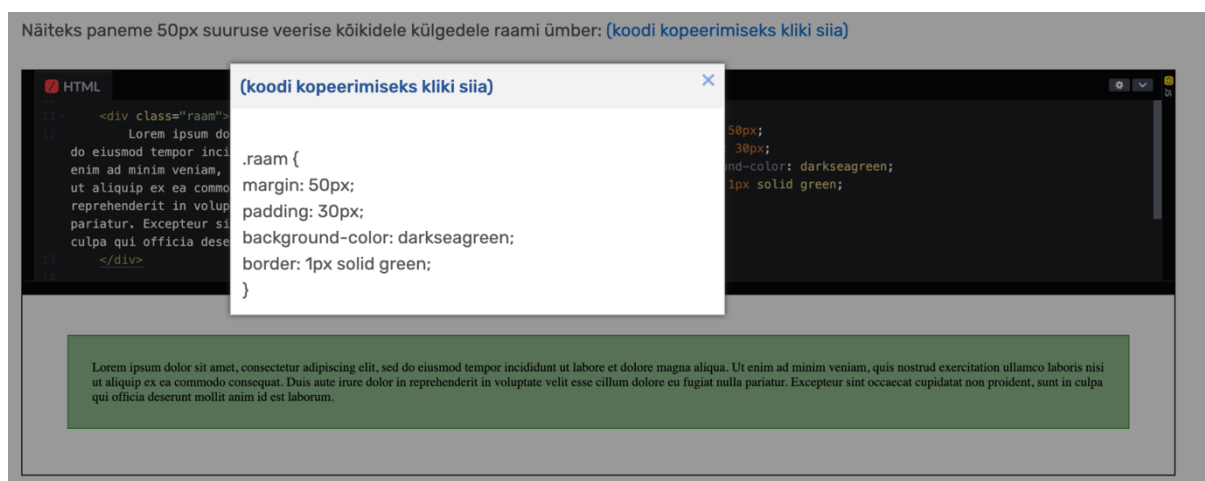 Näiteks paneme 50px suuruse veerise kõikidele külgedele raami ümber: (koodi kopeerimiseks kliki siia)
HTML
(koodi kopeerimiseks kliki siia)
×
JS
11
<div class="raam">
12
Lorem ipsum do
do eiusmod tempor inci
enim ad minim veniam,
ut aliquip ex ea commo
reprehenderit in volup
pariatur. Excepteur si
culpa qui officia dese
13
</div>
14
.raam {
margin: 50px;
padding: 30px;
background-color: darkseagreen;
border: 1px solid green;
}
50px;
30px;
nd-color: darkseagreen;
1px solid green;
Lorem ipsum dolor sit amet, consectetur adipiscing elit, sed do eiusmod tempor incididunt ut labore et dolore magna aliqua. Ut enim ad minim veniam, quis nostrud exercitation ullamco laboris nisi
ut aliquip ex ea commodo consequat. Duis aute irure dolor in reprehenderit in voluptate velit esse cillum dolore eu fugiat nulla pariatur. Excepteur sint occaecat cupidatat non proident, sunt in culpa
qui officia deserunt mollit anim id est laborum.